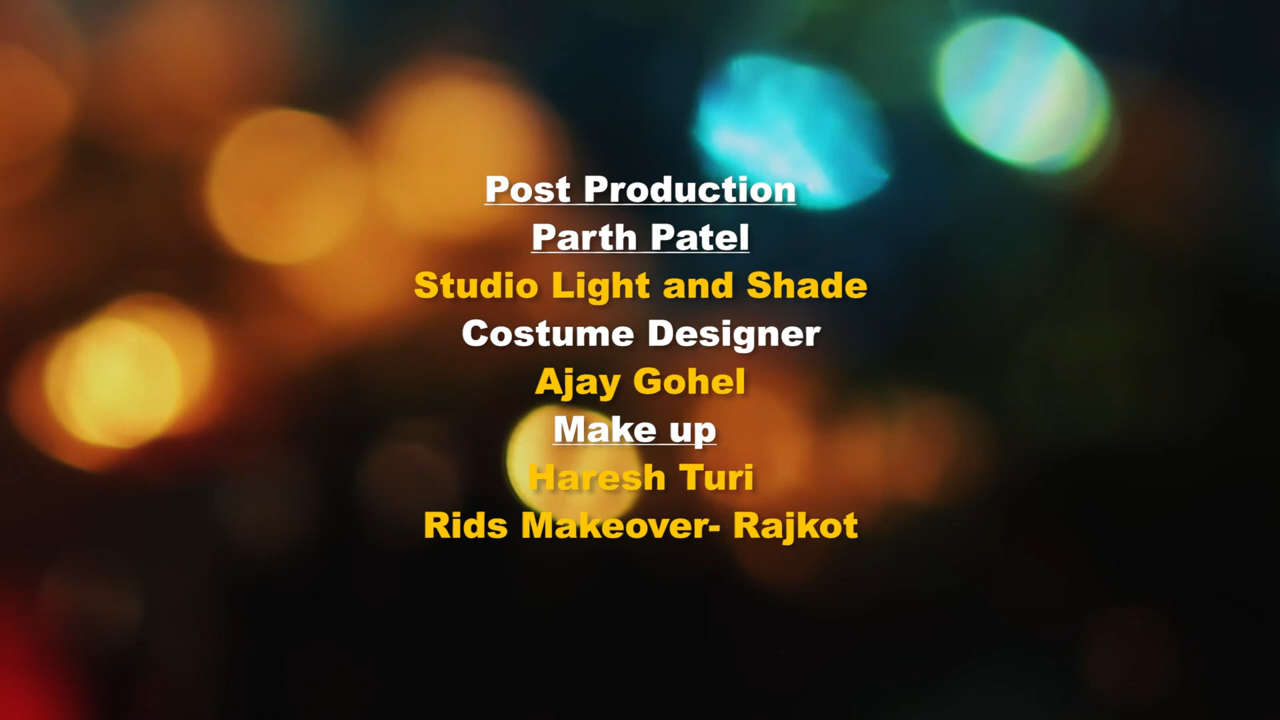 Post Production
Parth Patel
Studio Light and Shade
Costume Designer
Ajay Gohel
Make up
Haresh Turi
Rids Makeover- Rajkot